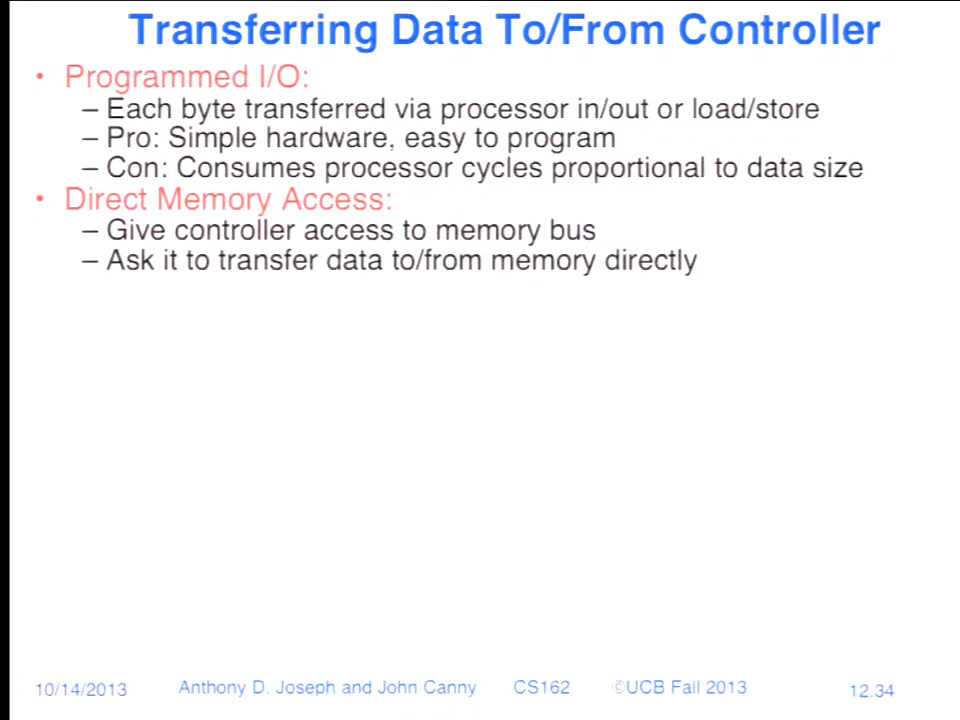 Transferring Data To/From Controller
• Programmed I/O:
– Each byte transferred via processor in/out or load/store
– Pro: Simple hardware, easy to program
– Con: Consumes processor cycles proportional to data size
• Direct Memory Access:
– Give controller access to memory bus
– Ask it to transfer data to/from memory directly
10/14/2013 Anthony D. Joseph and John Canny CS162 ©UCB Fall 2013 12.34